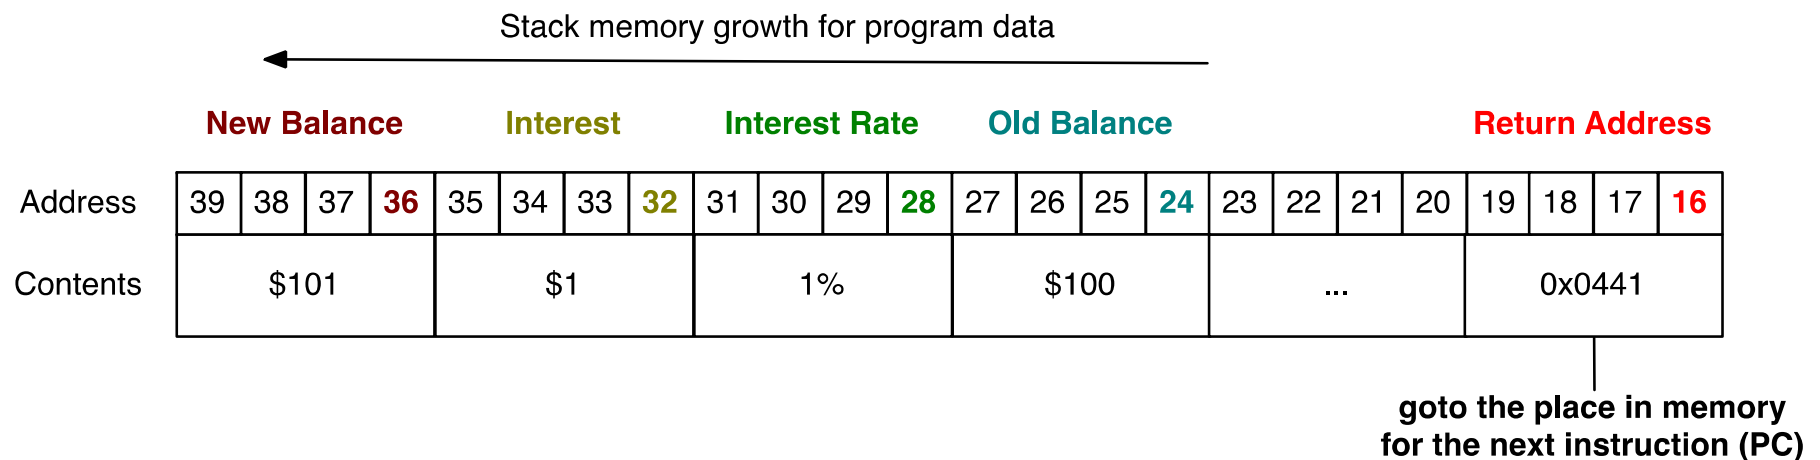 Stack memory growth for program data
New Balance Interest Interest Rate Old Balance Return Address
Address 39 38 37 36 35 34 33 32 31 30 29 28 27 26 25 24 23 22 21 20 19 18 17 16
Contents $101 $1 1% $100 ... 0x0441
goto the place in memory
for the next instruction (PC)